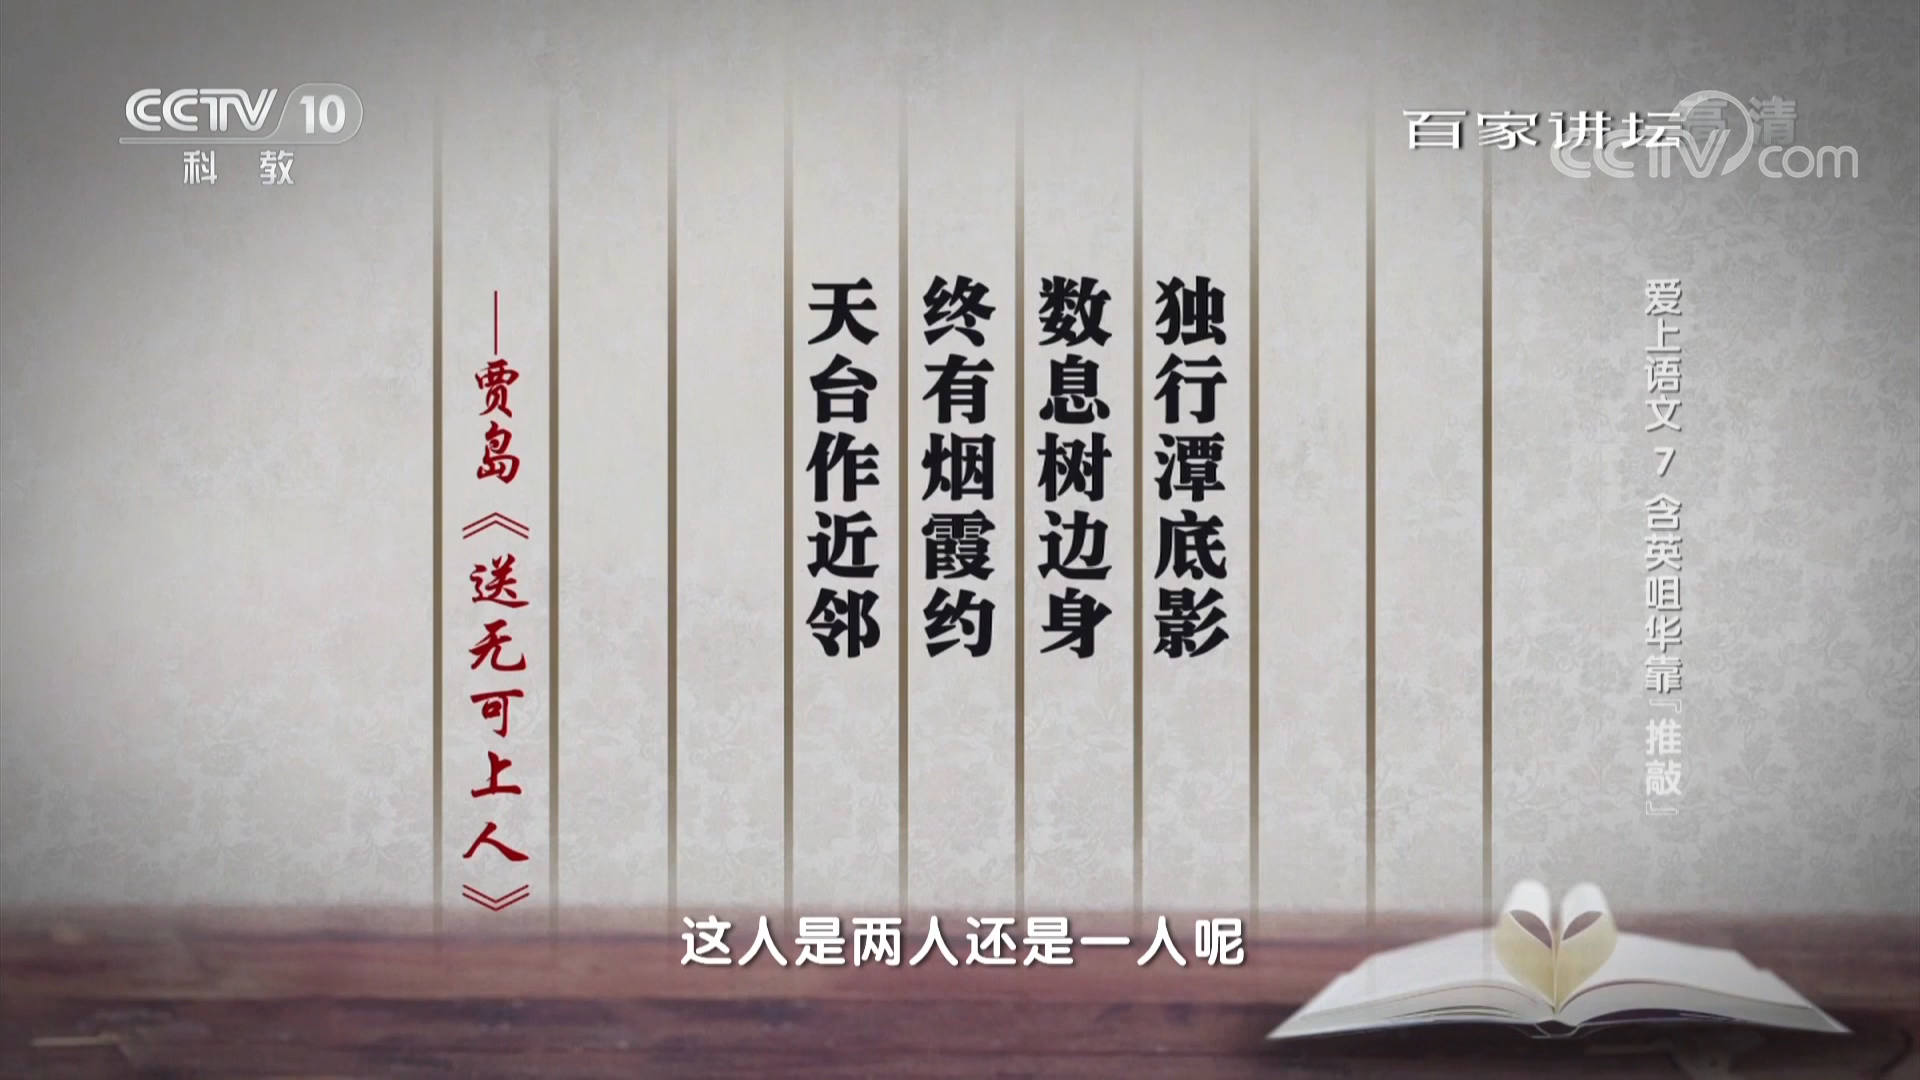 CCTV 10
科 教
百家讲坛
高清
CCTV com
爱上语文 7 含英咀华靠『推敲』
独行潭底影
数息树边身
终有烟霞约
天台作近邻
——贾岛《送无可上人》
这人是两人还是一人呢